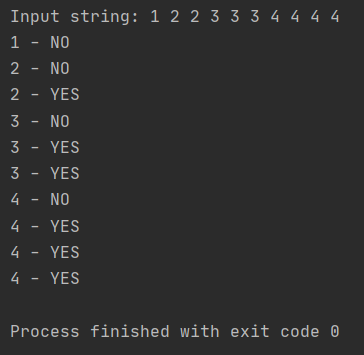 Input string: 1 2 2 3 3 3 4 4 4 4
1 - NO
2 - NO
2 - YES
3 - NO
3 - YES
3 - YES
4 - NO
4 - YES
4 - YES
4 - YES
Process finished with exit code 0